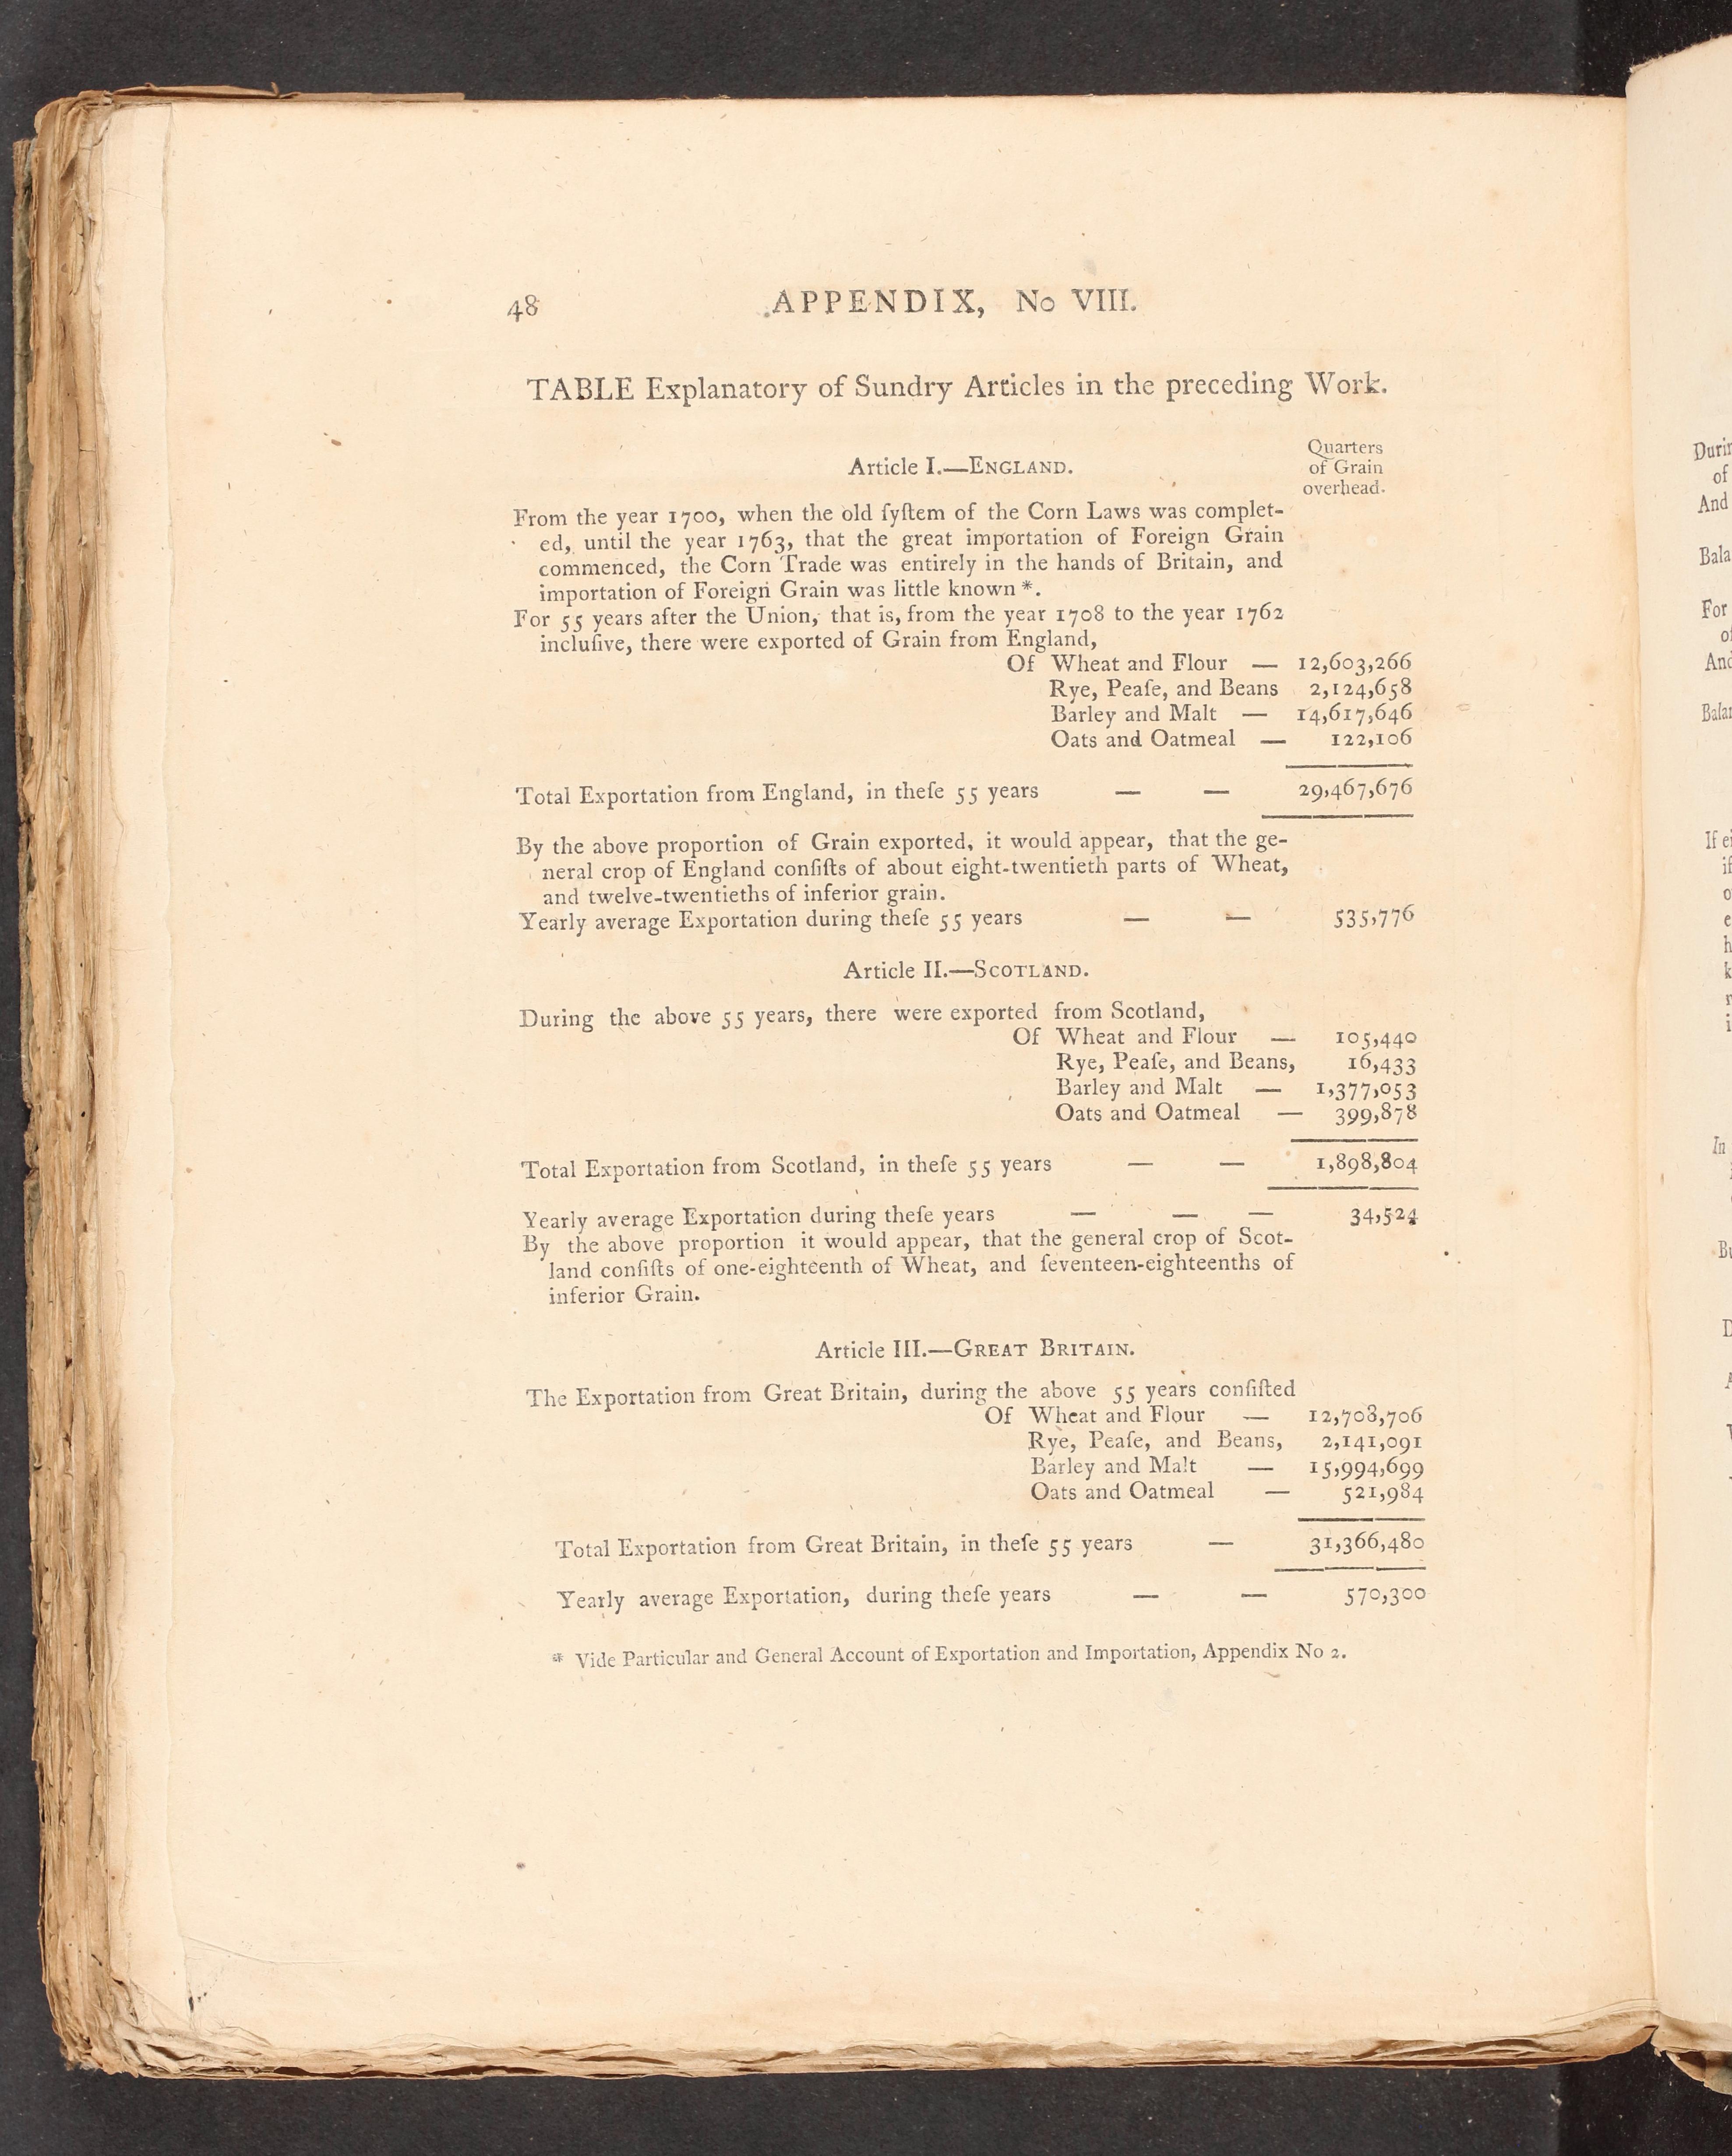 48 APPENDIX, No VIII.
TABLE Explanatory of Sundry Articles in the preceding Work.
Quarters
of Grain
overhead.
Article I.—ENGLAND.
From the year 1700, when the old ſyſtem of the Corn Laws was complet-
ed, until the year 1763, that the great importation of Foreign Grain
commenced, the Corn Trade was entirely in the hands of Britain, and
importation of Foreign Grain was little known *.
For 55 years after the Union, that is, from the year 1708 to the year 1762
incluſive, there were exported of Grain from England,
Of Wheat and Flour — 12,603,266
Rye, Peaſe, and Beans 2,124,658
Barley and Malt — 14,617,646
Oats and Oatmeal — 122,106
Total Exportation from England, in theſe 55 years — — 29,467,676
By the above proportion of Grain exported, it would appear, that the ge-
neral crop of England conſiſts of about eight-twentieth parts of Wheat,
and twelve-twentieths of inferior grain.
Yearly average Exportation during theſe 55 years — — 535,776
Article II.—SCOTLAND.
During the above 55 years, there were exported from Scotland,
Of Wheat and Flour — 105,440
Rye, Peaſe, and Beans, 16,433
Barley and Malt — 1,377,053
Oats and Oatmeal — 399,878
Total Exportation from Scotland, in theſe 55 years — — 1,898,804
Yearly average Exportation during theſe years — — — 34,524
By the above proportion it would appear, that the general crop of Scot-
land conſiſts of one-eighteenth of Wheat, and ſeventeen-eighteenths of
inferior Grain.
Article III.—GREAT BRITAIN.
The Exportation from Great Britain, during the above 55 years conſiſted
Of Wheat and Flour — 12,708,706
Rye, Peaſe, and Beans, 2,141,091
Barley and Malt — 15,994,699
Oats and Oatmeal — 521,984
Total Exportation from Great Britain, in theſe 55 years — 31,366,480
Yearly average Exportation, during theſe years — — 570,300
* Vide Particular and General Account of Exportation and Importation, Appendix No 2.
of
And
For
In